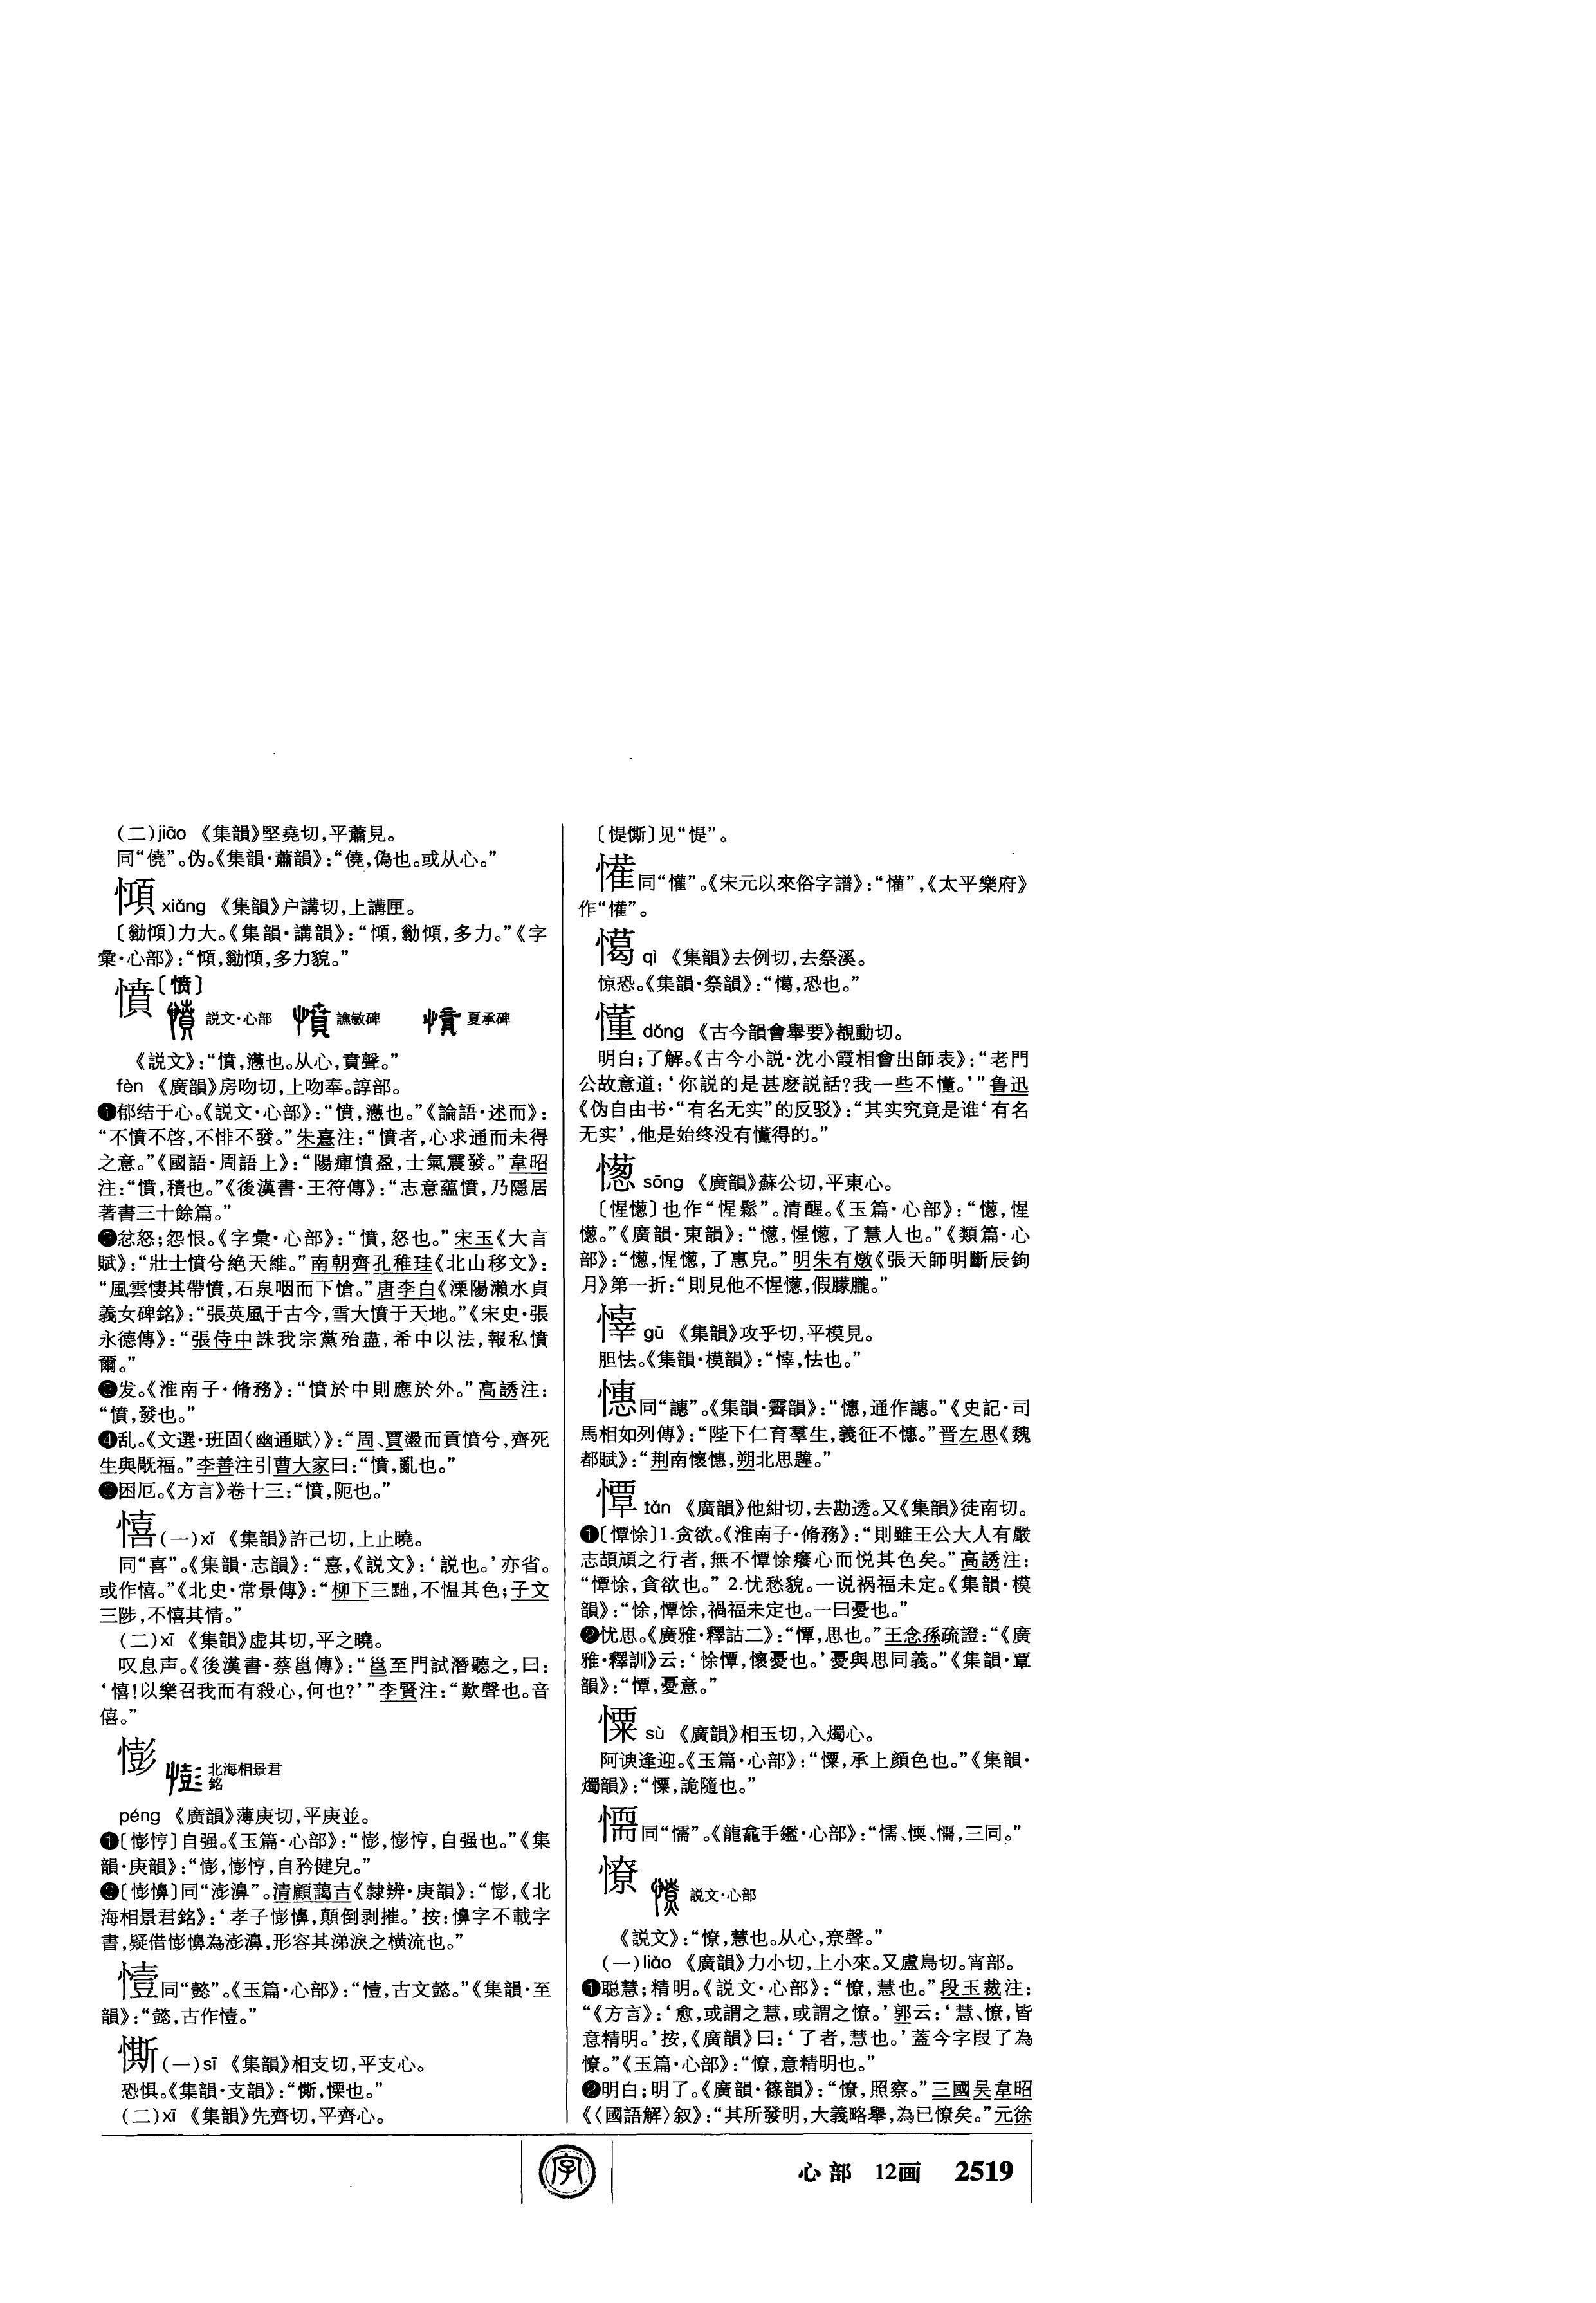 (二)jiāo 《集韻》堅堯切,平蕭見。
同“僥”。伪。《集韻·蕭韻》:“僥,偽也。或从心。”
xiǎng 《集韻》户講切,上講匣。
力大。《集韻·講韻》:“多力。”《字
彙·心部》:“多力貌。”
憤〔愤〕
説文·心部 譙敏碑 夏承碑
《説文》:“憤,懣也。从心,賁聲。”
fèn 《廣韻》房吻切,上吻奉。諄部。
❶郁结于心。《説文·心部》:“憤,懣也。”《論語·述而》:
“不憤不啓,不悱不發。”朱熹注:“憤者,心求通而未得
之意。”《國語·周語上》:“陽癉憤盈,士氣震發。”韋昭
注:“憤,積也。”《後漢書·王符傳》:“志意蘊憤,乃隱居
著書三十餘篇。”
❷忿怒;怨恨。《字彙·心部》:“憤,怒也。”宋玉《大言
賦》:“壯士憤兮絶天維。”南朝齊孔稚珪《北山移文》:
“風雲悽其帶憤,石泉咽而下愴。”唐李白《溧陽瀨水貞
義女碑銘》:“張英風于古今,雪大憤于天地。”《宋史·張
永德傳》:“張侍中誅我宗黨殆盡,希中以法,報私憤
爾。”
❸发。《淮南子·脩務》:“憤於中則應於外。”高誘注:
“憤,發也。”
❹乱。《文選·班固〈幽通賦〉》:“周、賈盪而貢憤兮,齊死
生與厰福。”李善注引曹大家曰:“憤,亂也。”
❺困厄。《方言》卷十三:“憤,阨也。”
憘(一)xǐ 《集韻》許己切,上止曉。
同“喜”。《集韻·志韻》:“憙,《説文》:‘説也。’亦省。
或作憘。”《北史·常景傳》:“柳下三黜,不愠其色;子文
三陟,不憘其情。”
(二)xī 《集韻》虚其切,平之曉。
叹息声。《後漢書·蔡邕傳》:“邕至門試潛聽之,曰:
‘憘!以樂召我而有殺心,何也?’”李賢注:“歎聲也。音
僖。”
憉 北海相景君
銘
péng 《廣韻》薄庚切,平庚並。
❶〔憉悙〕自强。《玉篇·心部》:“憉,憉悙,自强也。”《集
韻·庚韻》:“憉,憉悙,自矜健皃。”
❷〔憉㥱〕同“澎濞”。清顧藹吉《隸辨·庚韻》:“憉,《北
海相景君銘》:‘孝子憉,顛倒剥摧。’按:字不載字
書,疑借憉為澎濞,形容其涕淚之横流也。”
同“懿”。《玉篇·心部》:“古文懿。”《集韻·至
韻》:“懿,古作。”
㒋(一)sī 《集韻》相支切,平支心。
恐惧。《集韻·支韻》:“憟也。”
(二)xī 《集韻》先齊切,平齊心。
〔㒋〕见“惿”。
同“懽”。《宋元以來俗字譜》:“懽”,《太平樂府》
作“”。
憩 qì 《集韻》去例切,去祭溪。
惊恐。《集韻·祭韻》:“恐也。”
懂 dǒng 《古今韻會舉要》覩動切。
明白;了解。《古今小説·沈小霞相會出師表》:“老門
公故意道:‘你説的是甚麽説話?我一些不懂。’”鲁迅
《伪自由书·“有名无实”的反驳》:“其实究竟是谁‘有名
无实’,他是始终没有懂得的。”
憽 sōng 《廣韻》蘇公切,平東心。
〔惺憽〕也作“惺鬆”。清醒。《玉篇·心部》:“憽,惺
憽。”《廣韻·東韻》:“憽,惺憽,了慧人也。”《類篇·心
部》:“憽,惺憽,了惠皃。”明朱有燉《張天師明斷辰鉤
月》第一折:“則見他不惺憽,假朦朧。”
gū 《集韻》攻乎切,平模見。
胆怯。《集韻·模韻》:“怯也。”
憓同“譓”。《集韻·霽韻》:“憓,通作譓。”《史記·司
馬相如列傳》:“陛下仁育羣生,義征不憓。”晋左思《魏
都賦》:“荆南懷憓,朔北思韙。”
憛 tǎn 《廣韻》他紺切,去勘透。又《集韻》徒南切。
❶〔憛悇〕1.贪欲。《淮南子·脩務》:“則雖王公大人有嚴
志頡頏之行者,無不憛悇癢心而悦其色矣。”高誘注:
“憛悇,貪欲也。” 2.忧愁貌。一说祸福未定。《集韻·模
韻》:“悇,憛悇,禍福未定也。一曰憂也。”
❷忧思。《廣雅·釋詁二》:“憛,思也。”王念孫疏證:“《廣
雅·釋訓》云:‘悇憛,懷憂也。’憂與思同義。”《集韻·覃
韻》:“憛,憂意。”
憟 sù 《廣韻》相玉切,入燭心。
阿谀逢迎。《玉篇·心部》:“憟,承上顔色也。”《集韻·
燭韻》:“憟,詭隨也。”
同“懦”。《龍龕手鑑·心部》:“懦、愞、三同。”
憭 説文·心部
《説文》:“憭,慧也。从心,尞聲。”
(一)liǎo 《廣韻》力小切,上小來。又盧鳥切。宵部。
❶聪慧;精明。《説文·心部》:“憭,慧也。”段玉裁注:
“《方言》:‘愈,或謂之慧,或謂之憭。’郭云:‘慧、憭,皆
意精明。’按,《廣韻》曰:‘了者,慧也。’蓋今字叚了為
憭。”《玉篇·心部》:“憭,意精明也。”
❷明白;明了。《廣韻·篠韻》:“憭,照察。”三國吴韋昭
《〈國語解〉叙》:“其所發明,大義略舉,為已憭矣。”元徐
字
心部 12画 2519